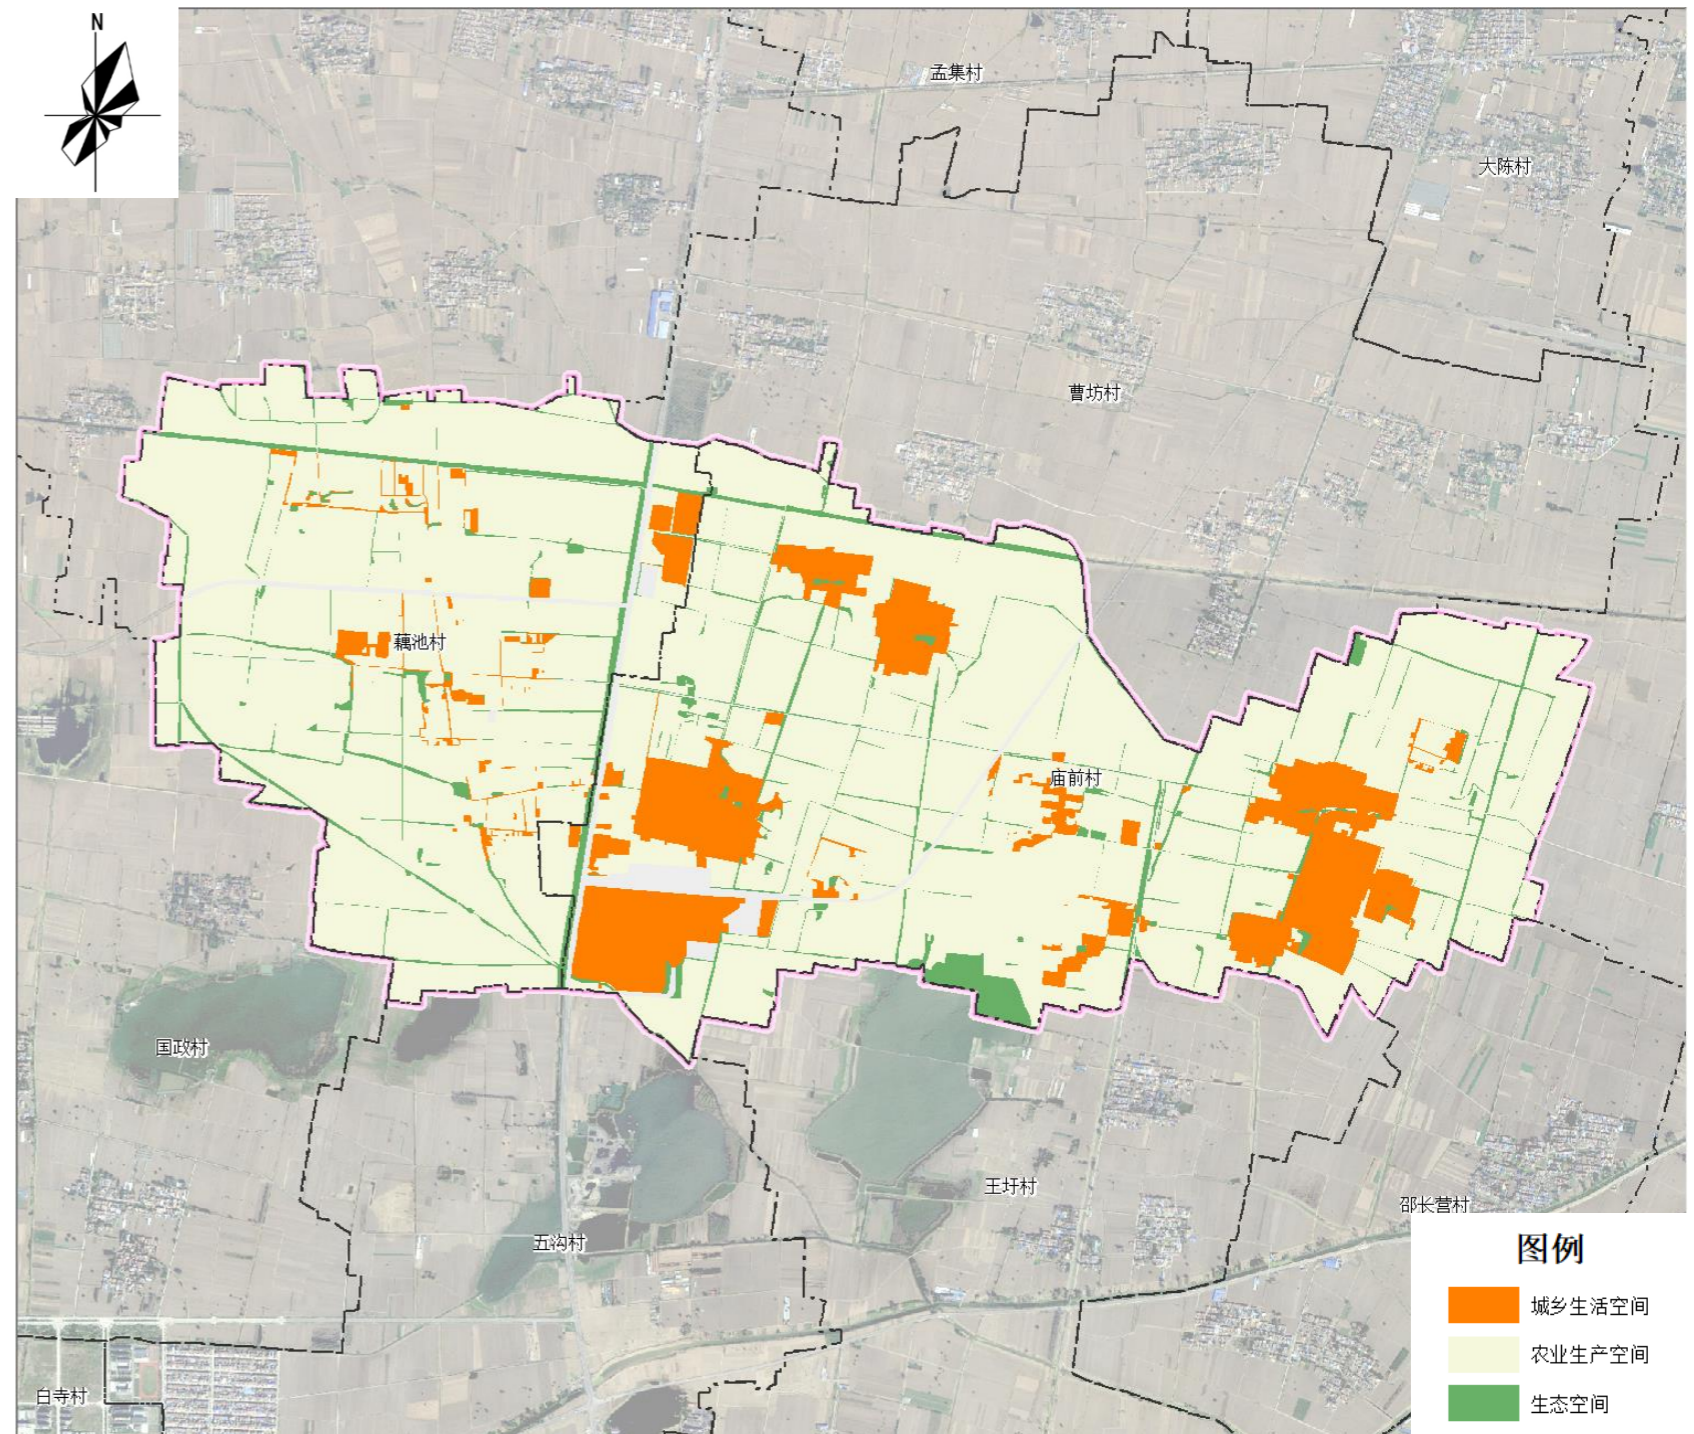 N
孟集村
大陈村
曹坊村
藕池村
庙前村
国政村
王圩村
邵长营村
五沟村
白寺村
图例
城乡生活空间
农业生产空间
生态空间